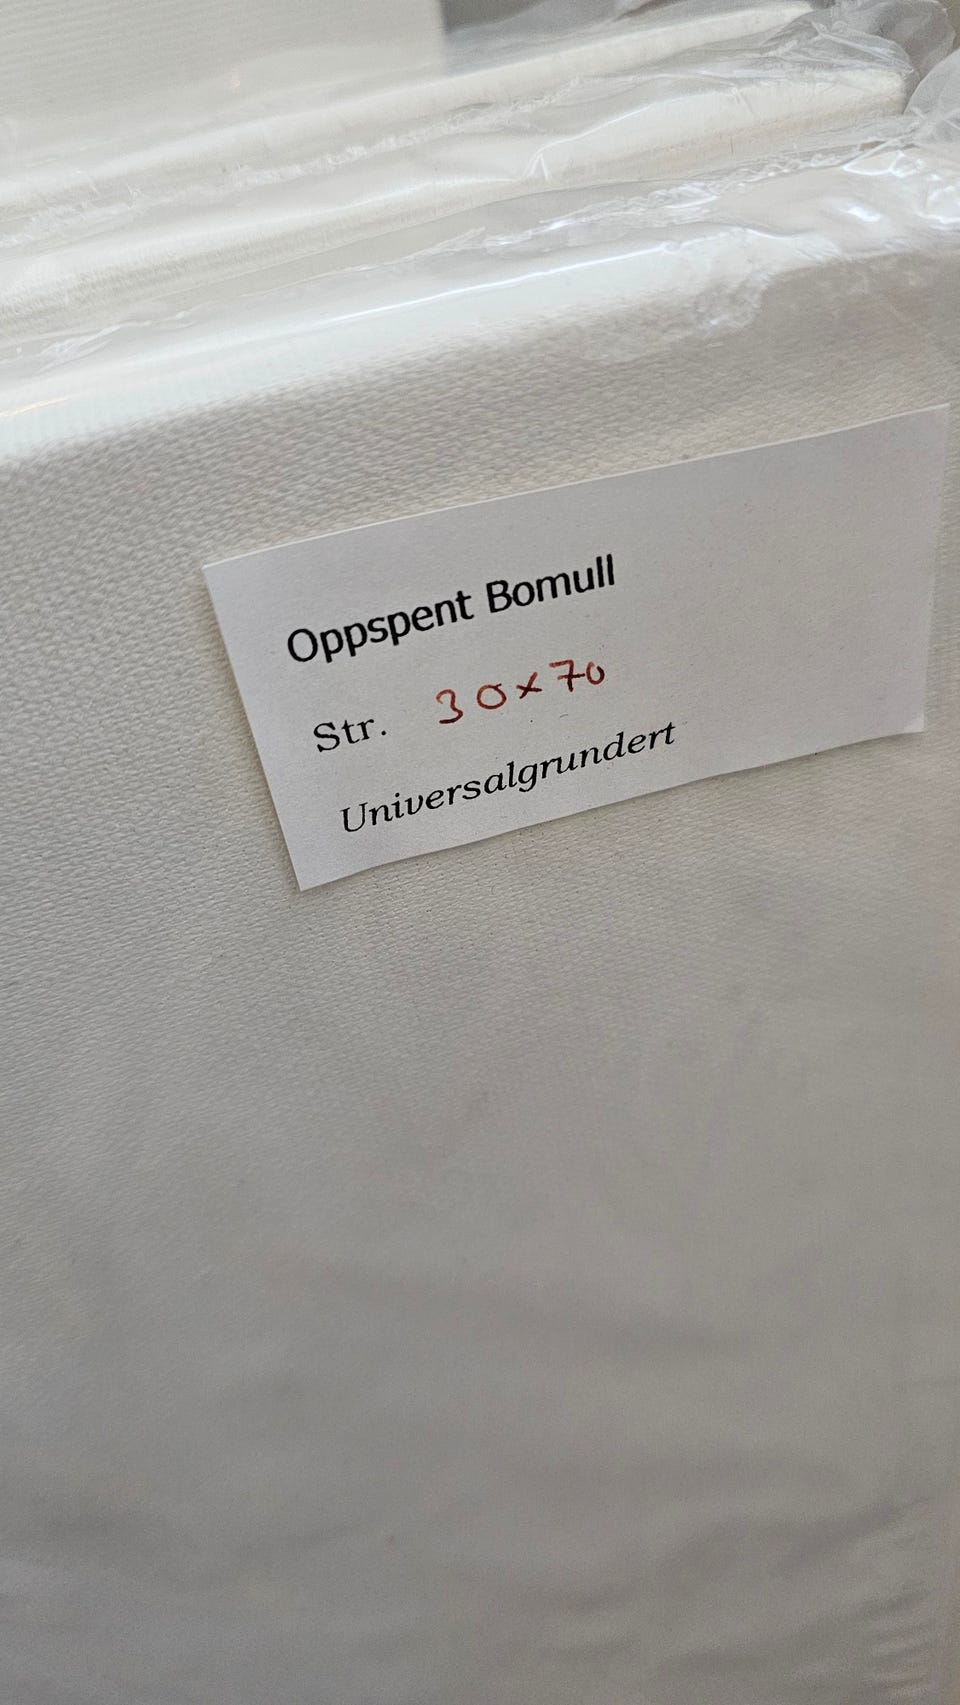 Oppspent Bomull
Str. 30x70
Universalgrundert